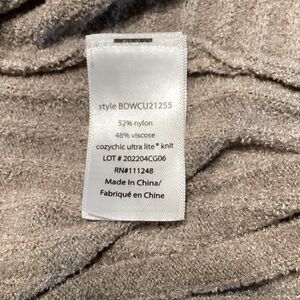 style BDWCU21255
52% nylon
48% viscose
cozychic ultra lite® knit
LOT # 202204CG06
RN#111248
Made in China/
Fabriqué en Chine